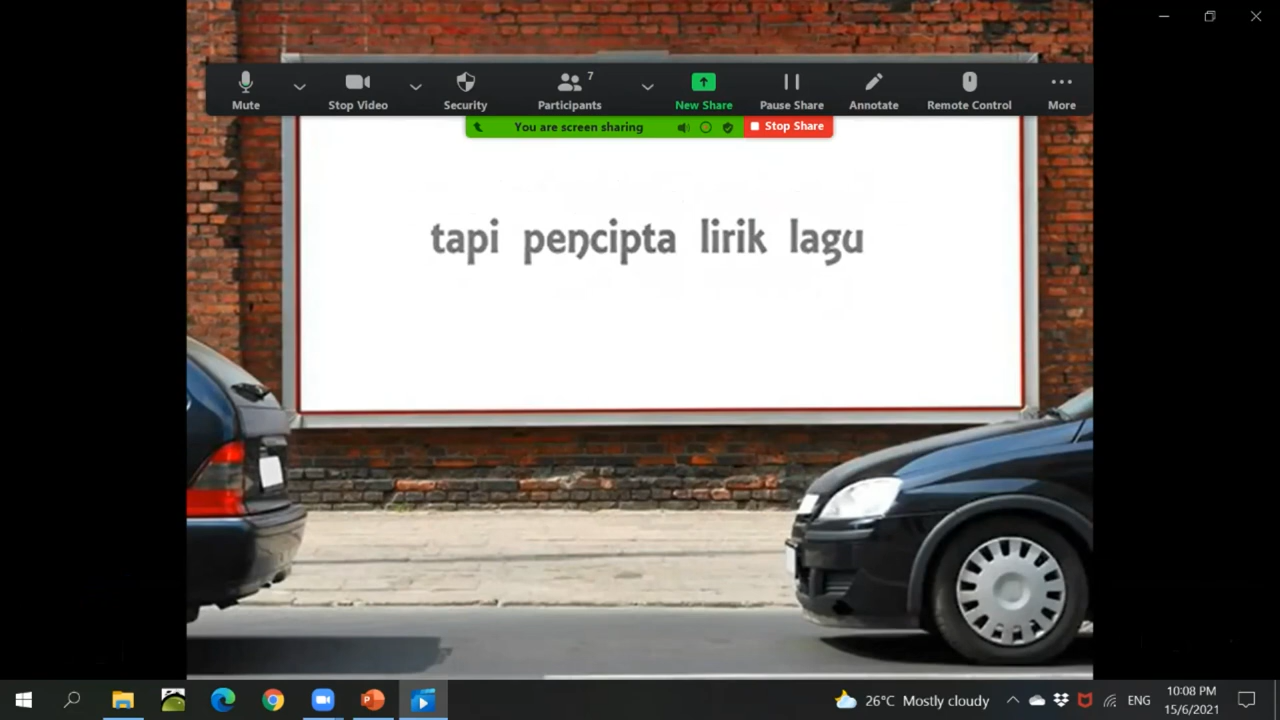 7
Mute
Stop Video
Security
Participants
New Share
Pause Share
Annotate
Remote Control
More
You are screen sharing
Stop Share
tapi pencipta lirik lagu
26°C Mostly cloudy
ENG
10:08 PM
15/6/2021